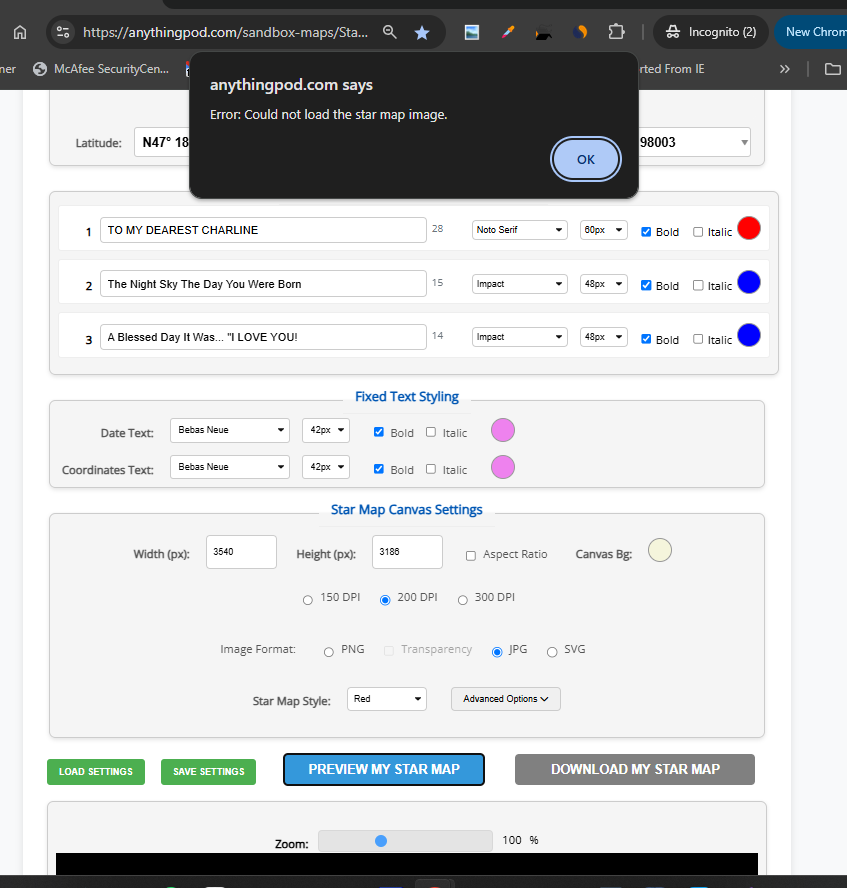 https://anythingpod.com/sandbox-maps/Sta...
Incognito (2)
New Chrom
ner
McAfee SecurityCen...
rted From IE
»
anythingpod.com says
Error: Could not load the star map image.
OK
Latitude:
N47° 18
98003
1 TO MY DEAREST CHARLINE 28 Noto Serif 60px Bold Italic
2 The Night Sky The Day You Were Born 15 Impact 48px Bold Italic
3 A Blessed Day It Was... "I LOVE YOU! 14 Impact 48px Bold Italic
Fixed Text Styling
Date Text: Bebas Neue 42px Bold Italic
Coordinates Text: Bebas Neue 42px Bold Italic
Star Map Canvas Settings
Width (px): 3540 Height (px): 3186 Aspect Ratio Canvas Bg:
150 DPI 200 DPI 300 DPI
Image Format: PNG Transparency JPG SVG
Star Map Style: Red Advanced Options
LOAD SETTINGS SAVE SETTINGS PREVIEW MY STAR MAP DOWNLOAD MY STAR MAP
Zoom: 100 %